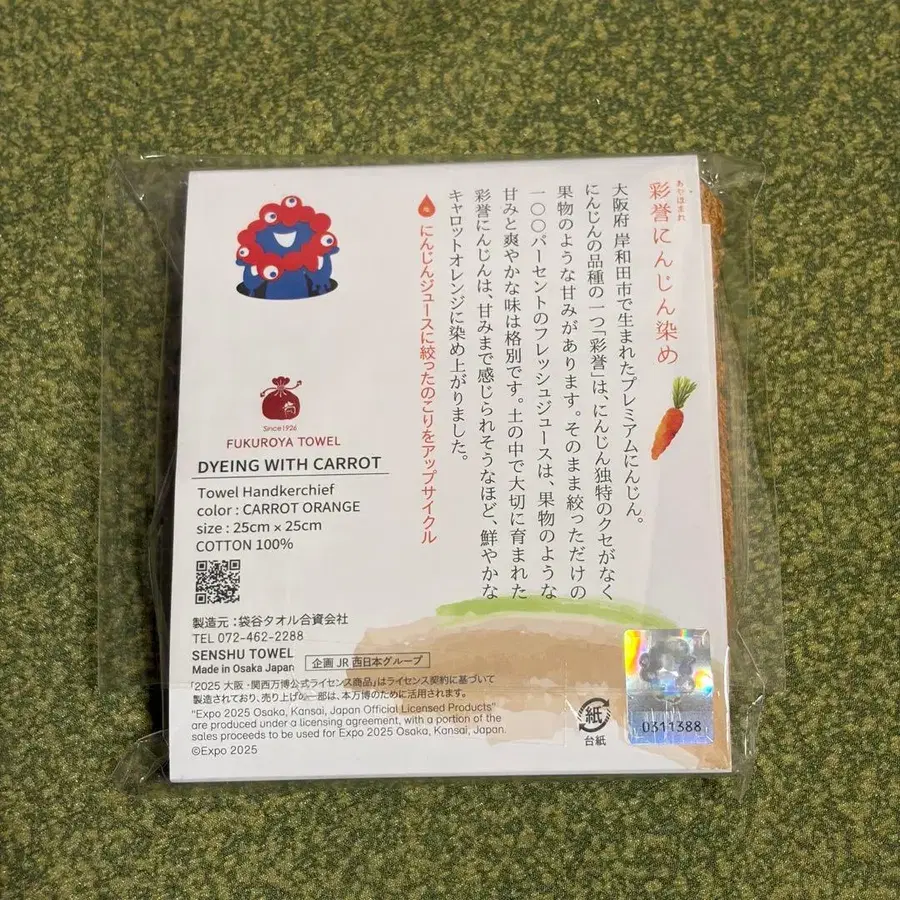 あやほまれ
彩誉にんじん染め
大阪府 岸和田市で生まれたプレミアムにんじん。
にんじんの品種の一つ「彩誉」は、にんじん独特のクセがなく
果物のような甘みがあります。そのまま絞っただけの
一〇〇パーセントのフレッシュジュースは、果物のような
甘みと爽やかな味は格別です。土の中で大切に育まれた
彩誉にんじんは、甘みまで感じられそうなほど、鮮やかな
キャロットオレンジに染め上がりました。
にんじんジュースに絞ったのこりをアップサイクル
Since1926
FUKUROYA TOWEL
DYEING WITH CARROT
Towel Handkerchief
color : CARROT ORANGE
size : 25cm × 25cm
COTTON 100%
製造元 : 袋谷タオル合資会社
TEL 072-462-2288
SENSHU TOWEL
Made in Osaka Japan
企画 JR 西日本グループ
「2025 大阪・関西万博公式ライセンス商品」はライセンス契約に基づいて
製造されており、売り上げの一部は、本万博のために活用されます。
"Expo 2025 Osaka, Kansai, Japan Official Licensed Products"
are produced under a licensing agreement, with a portion of the
sales proceeds to be used for Expo 2025 Osaka, Kansai, Japan.
©Expo 2025
紙
台紙
0311388